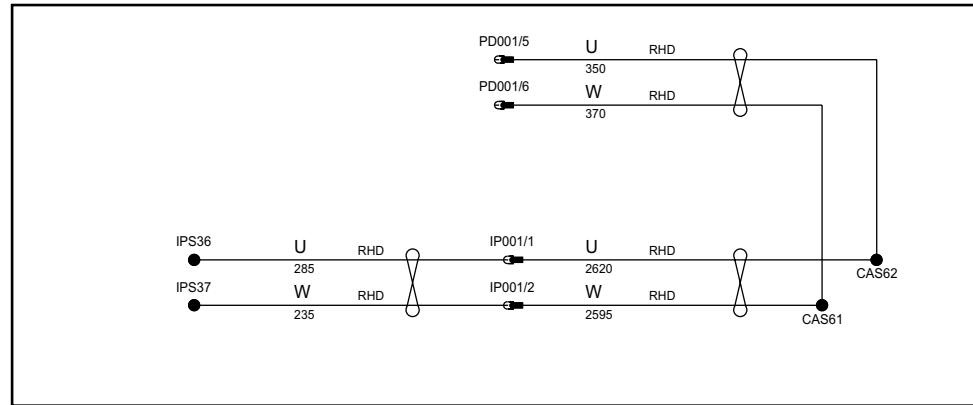 PD001/5 U RHD
350
PD001/6 W RHD
370
IPS36 U RHD IP001/1 U RHD
285 2620 CAS62
IPS37 W RHD IP001/2 W RHD
235 2595 CAS61